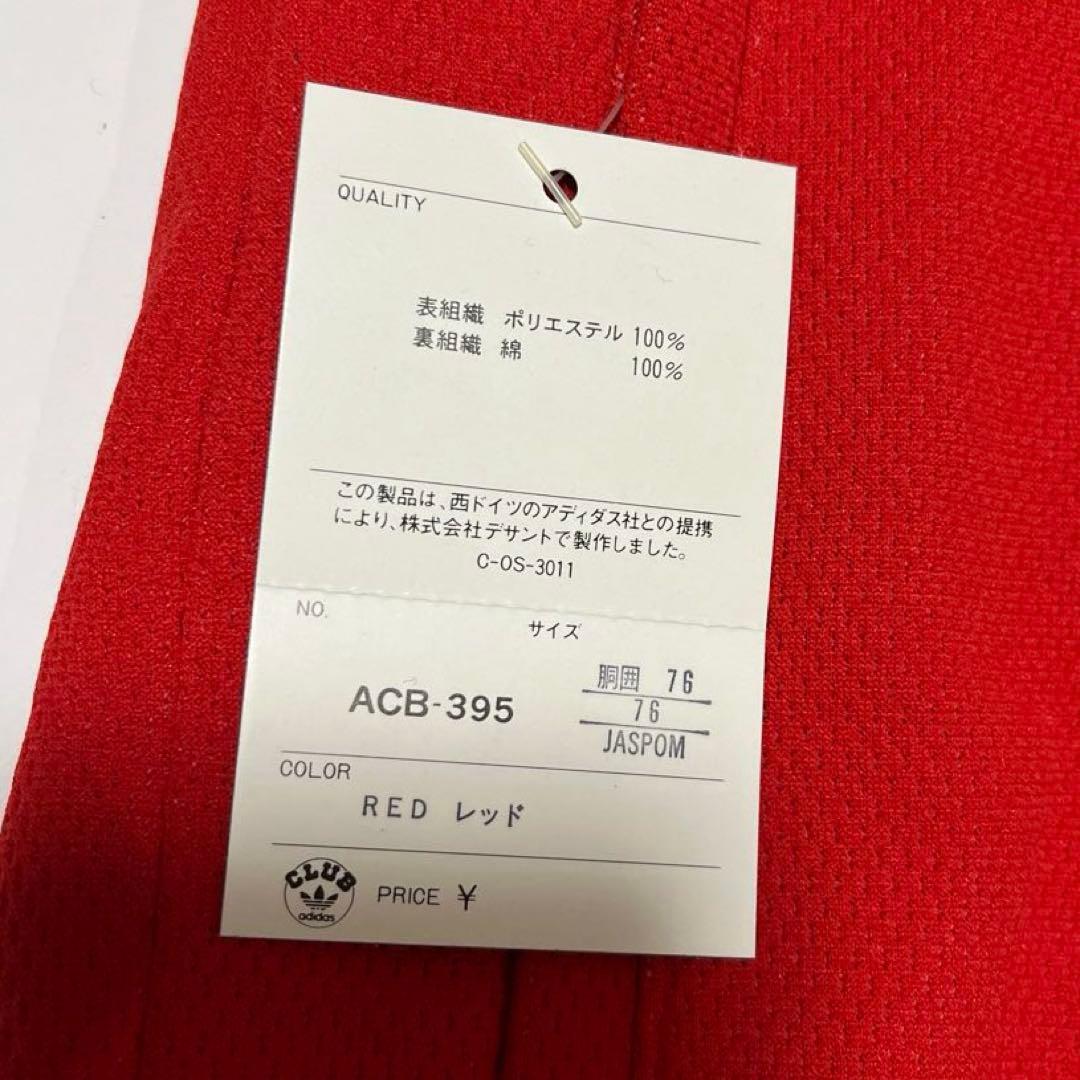 QUALITY
表組織 ポリエステル 100%
裏組織 綿 100%
この製品は、西ドイツのアディダス社との提携
により、株式会社デサントで製作しました。
C-OS-3011
NO.
サイズ
ACB-395
胴囲 76
76
JASPOM
COLOR
RED レッド
CLUB
adidas
PRICE ¥